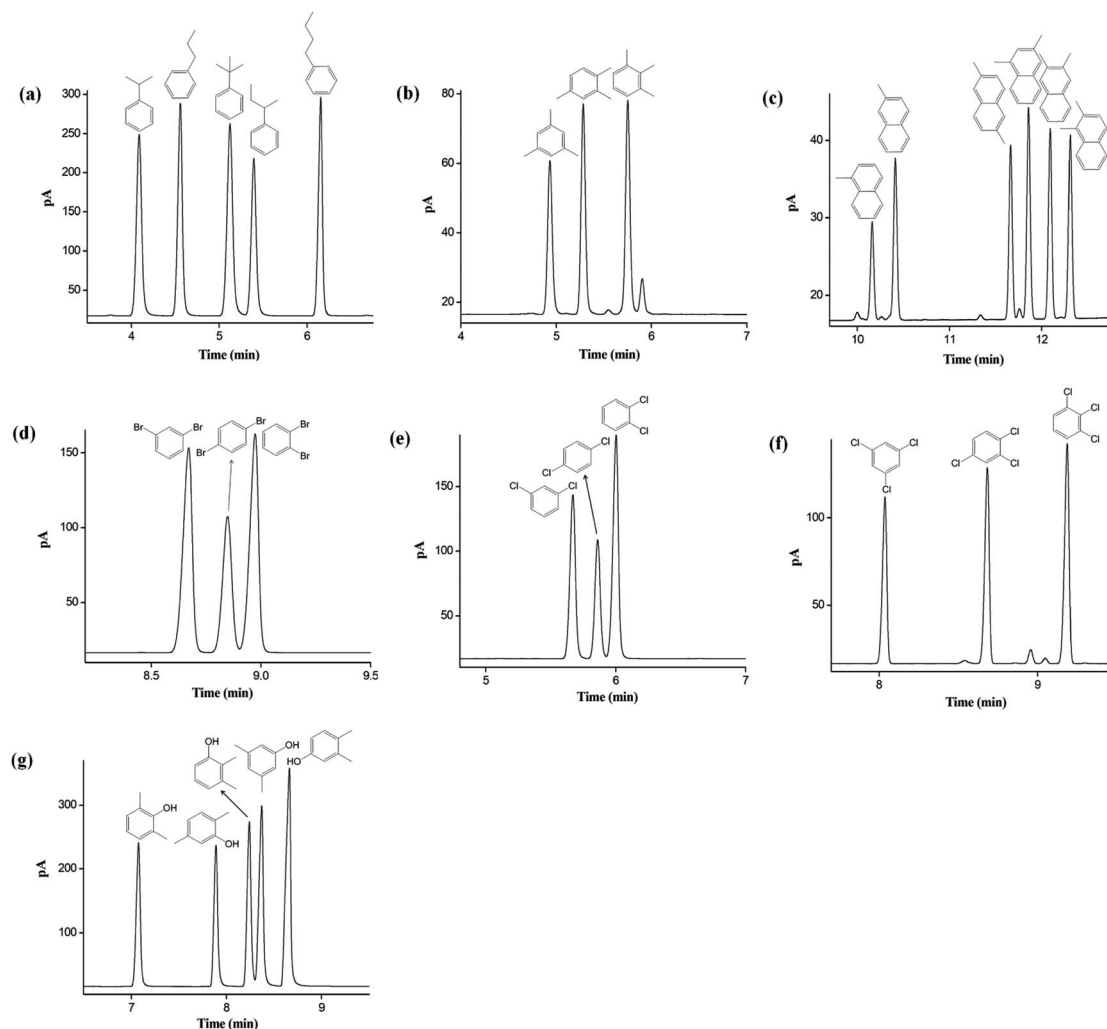 (a)
300
250
200
150
100
50
pA
4
5
6
Time (min)
(b)
80
60
40
20
pA
4
5
6
7
Time (min)
(c)
40
30
20
pA
10
11
12
Time (min)
(d)
150
100
50
pA
Br
Br
Br
Br
Br
Br
8.5
9.0
9.5
Time (min)
(e)
150
100
50
pA
Cl
Cl
Cl
Cl
Cl
Cl
5
6
7
Time (min)
(f)
100
50
pA
Cl
Cl
Cl
Cl
Cl
Cl
Cl
Cl
Cl
8
9
Time (min)
(g)
300
200
100
pA
OH
OH
OH
OH
HO
7
8
9
Time (min)